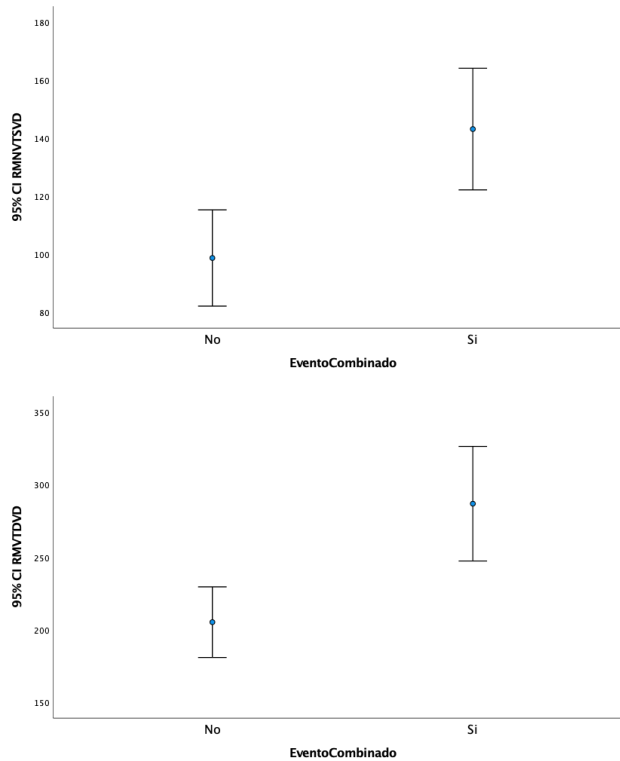 180
160
140
120
100
80
95% CI RMNVTSVD
No
Si
EventoCombinado
350
300
250
200
150
95% CI RMVTDVD
No
Si
EventoCombinado